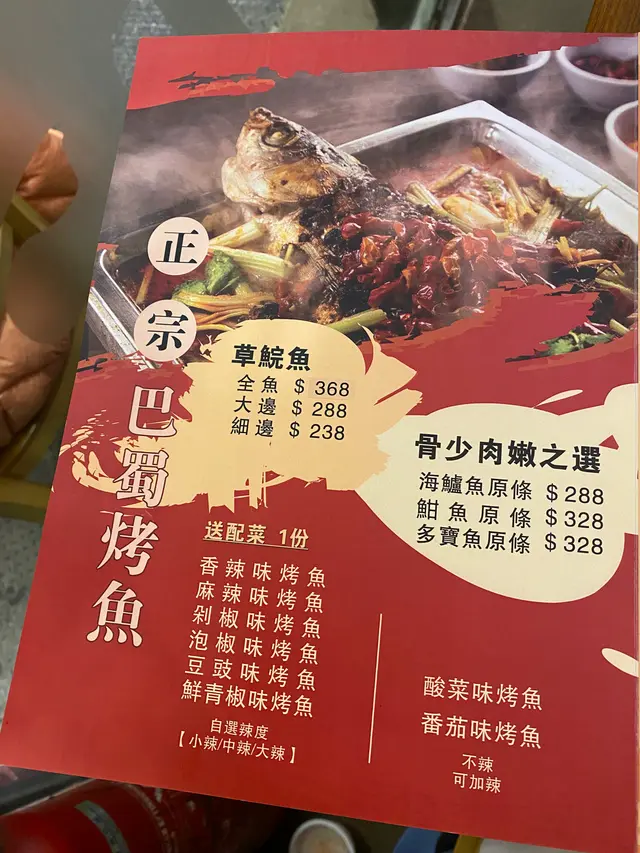 正宗巴蜀烤魚
草鯇魚
全魚 $ 368
大邊 $ 288
細邊 $ 238
骨少肉嫩之選
海鱸魚原條 $ 288
魽魚原條 $ 328
多寶魚原條 $ 328
送配菜 1份
香辣味烤魚
麻辣味烤魚
剁椒味烤魚
泡椒味烤魚
豆豉味烤魚
鮮青椒味烤魚
自選辣度
【小辣/中辣/大辣】
酸菜味烤魚
番茄味烤魚
不辣
可加辣